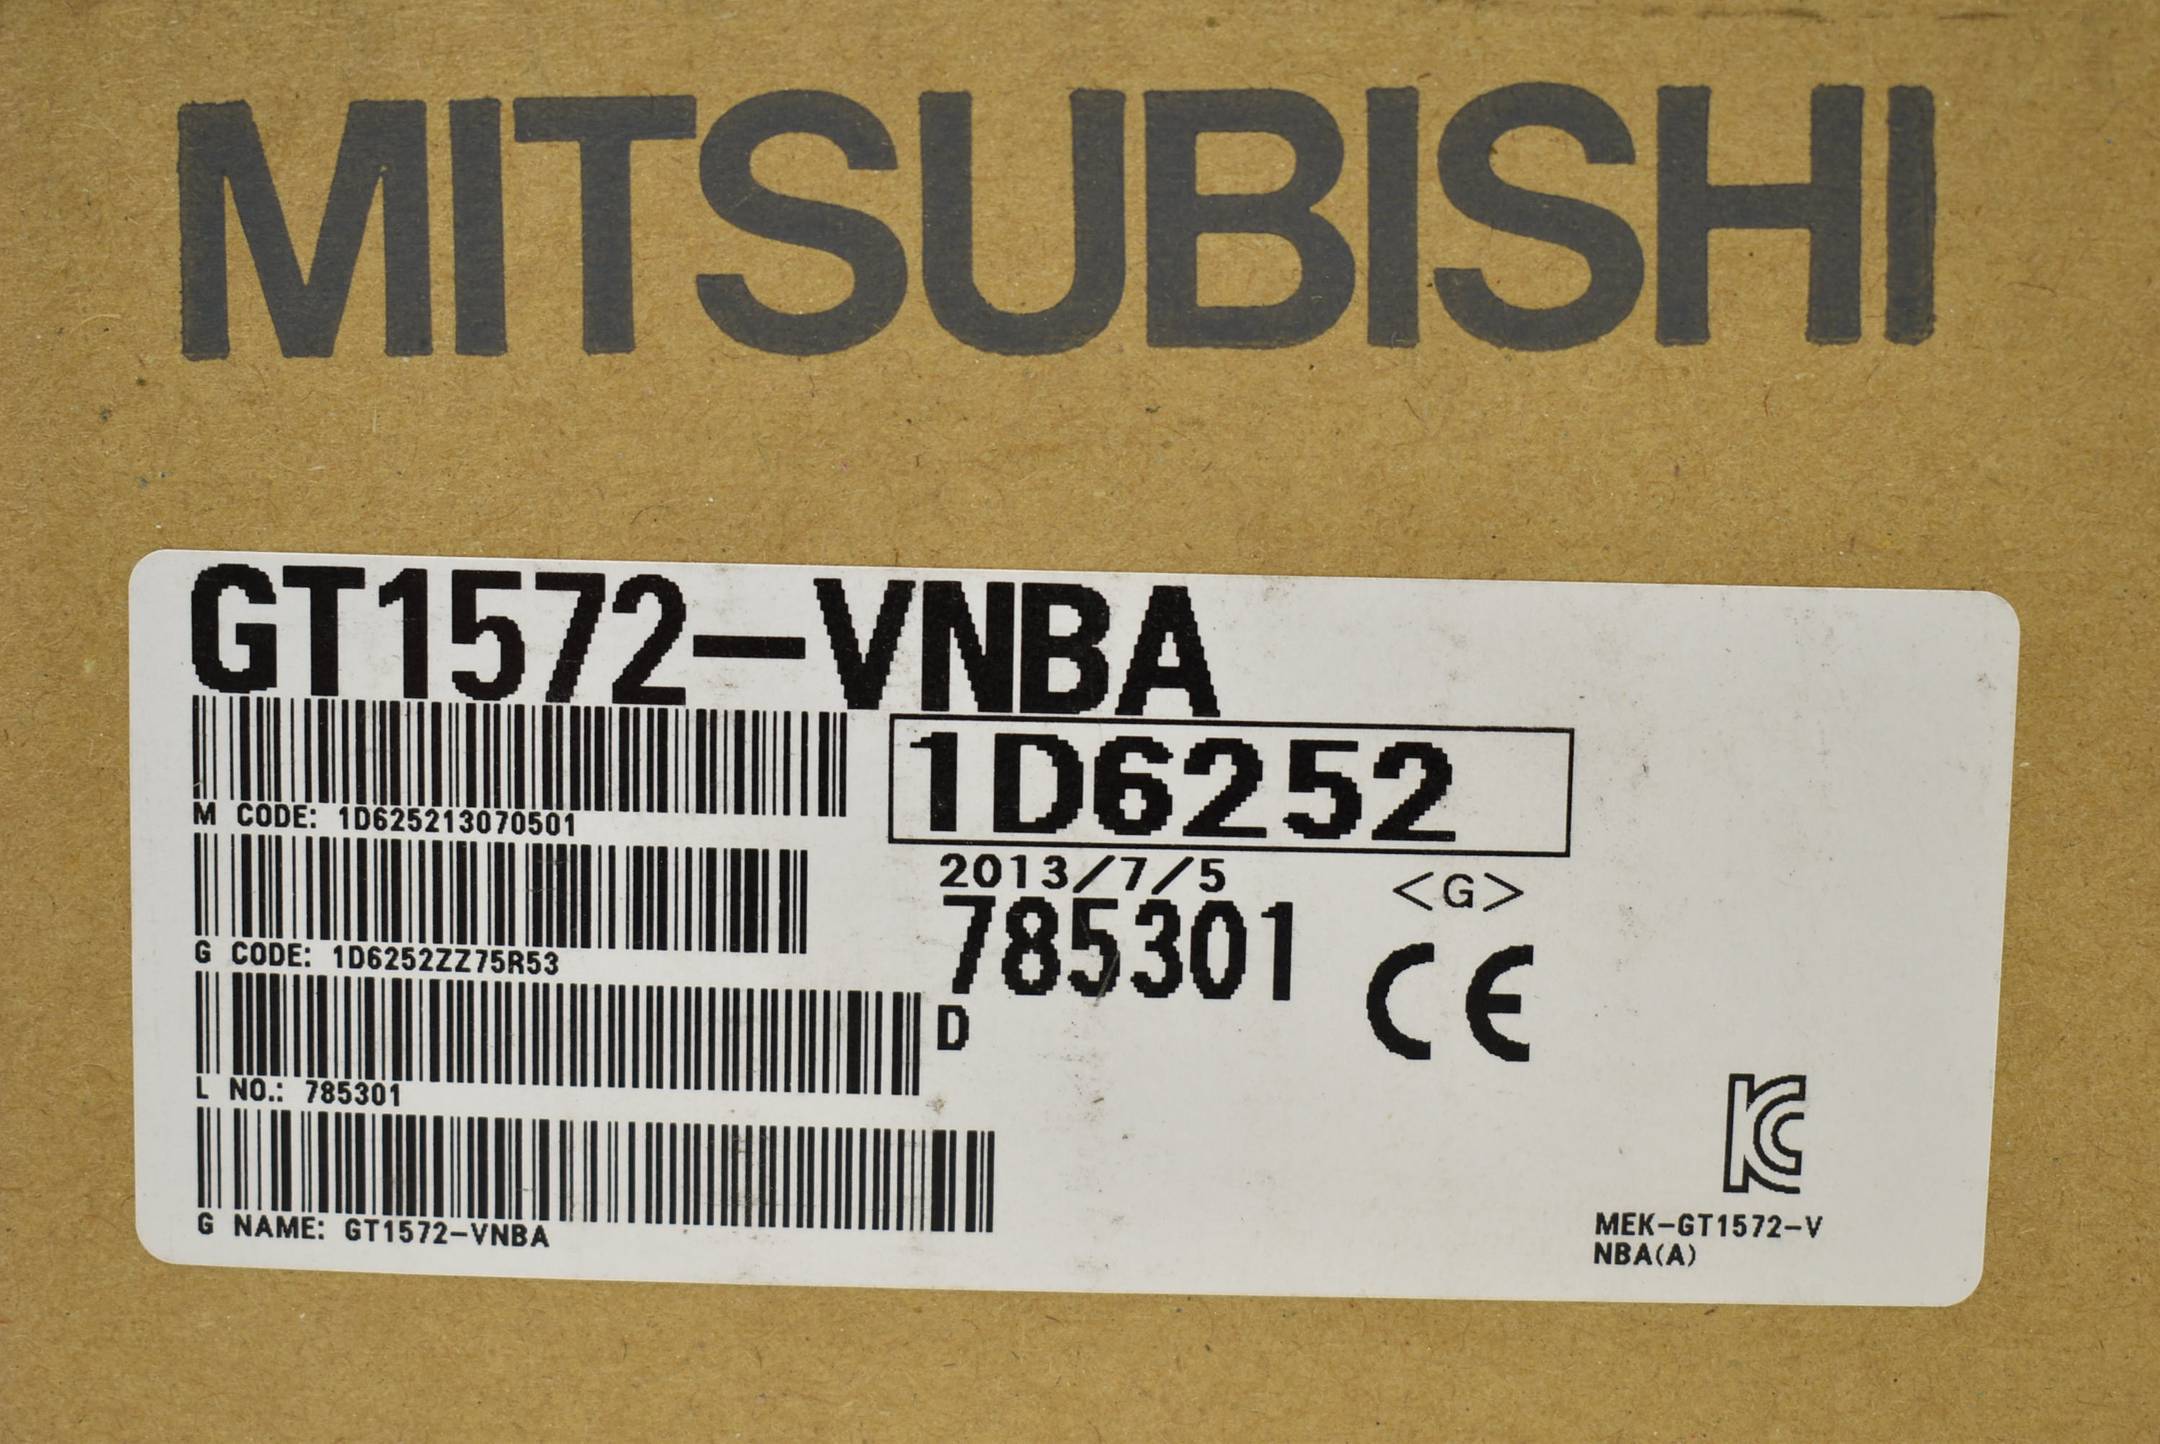 MITSUBISHI
GT1572-VNBA
1D6252
M CODE: 1D625213070501
2013/7/5
<G>
785301
G CODE: 1D6252ZZ75R53
CE
D
L NO.: 785301
KC
MEK-GT1572-V
NBA(A)
G NAME: GT1572-VNBA